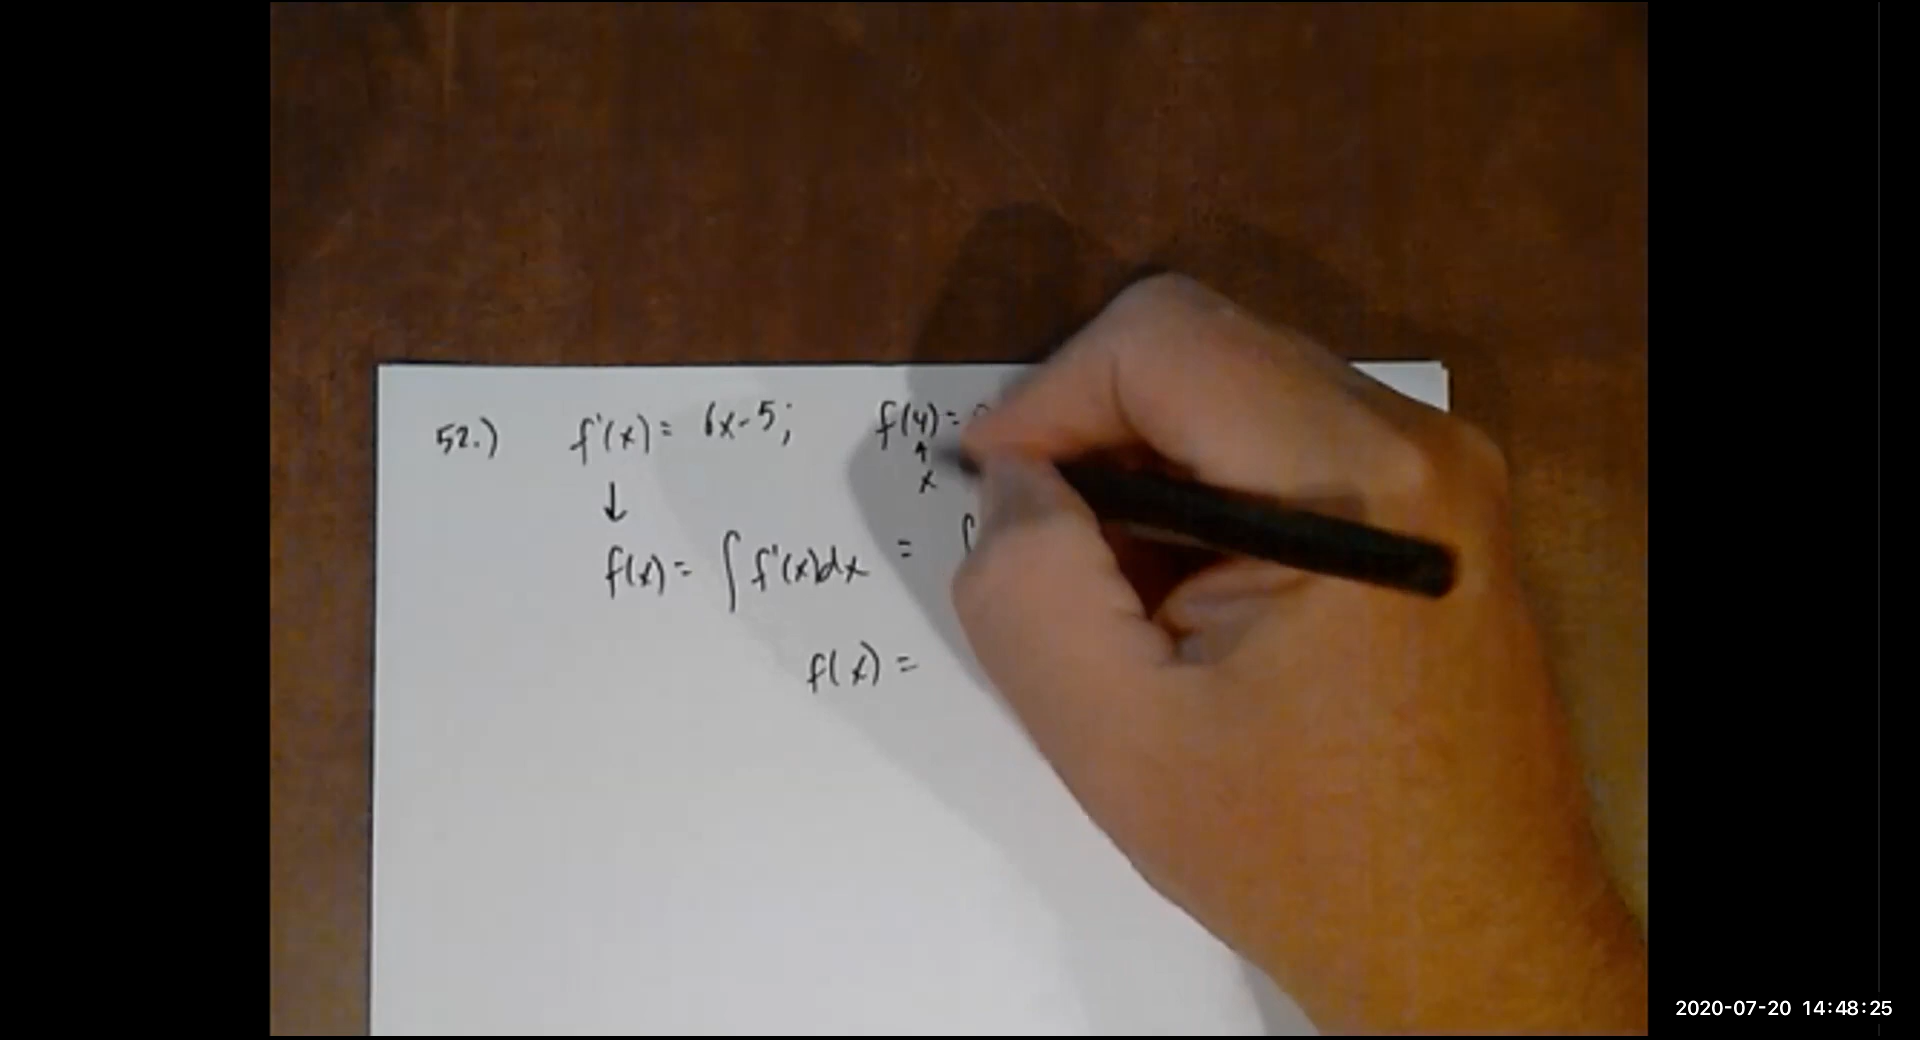 52.) f'(x) = 6x-5; f(4) =
↑
x
↓
f(x) = ∫ f'(x)dx = ∫
f(x) =
2020-07-20 14:48:25